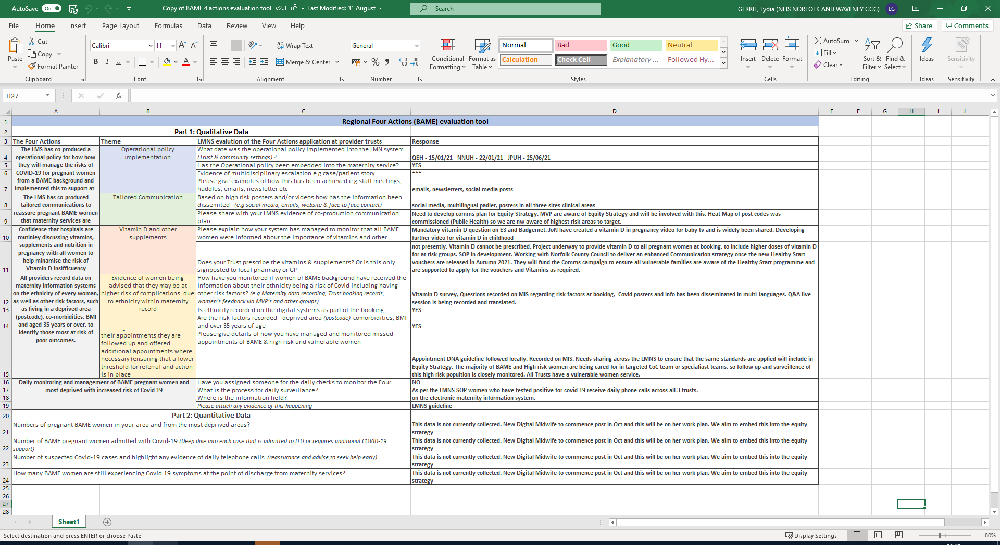 AutoSave On Copy of BAME 4 actions evaluation tool_ v2.3 - Last Modified: 31 August Search GERRIE, Lydia (NHS NORFOLK AND WAVENEY CCG) LG
File Home Insert Page Layout Formulas Data Review View Help Share Comments
Paste
Cut
Copy
Format Painter
Clipboard
Calibri 11
B I U
Font
Wrap Text
Merge & Center
Alignment
General
Number
Conditional Formatting
Format as Table
Normal Bad Good Neutral
Calculation Check Cell Explanatory ... Followed Hy...
Styles
Insert Delete Format
Cells
AutoSum
Fill
Clear
Sort & Filter
Find & Select
Editing
Ideas
Ideas
Sensitivity
Sensitivity
H27 fx
A B C D E F G H I J
1 Regional Four Actions (BAME) evaluation tool
2 Part 1: Qualitative Data
3 The Four Actions Theme LMNS evalution of the Four Actions application at provider trusts Response
The LMS has co-produced a
operational policy for how how
they will manage the risks of
COVID-19 for pregnant women
from a BAME background and
implemented this to support at-
Operational policy
implementation
4 What date was the operational policy implemented into the LMN system
(Trust & community settings) ?
QEH - 15/01/21 NNUH - 22/01/21 JPUH - 25/06/21
5 Has the Operational policy been embedded into the maternity service? YES
6 Evidence of multidisciplinary escalation e.g case/patient story ***
7 Please give examples of how this has been achieved e.g staff meetings,
huddles, emails, newsletter etc
emails, newsletters, social media posts
The LMS has co-produced
tailored communications to
reassure pregnant BAME women
that maternity services are
Tailored Communication
8 Based on high risk posters and/or videos how has the information been
dissemited (e.g social media, emails, website & face to face contact)
social media, multilingual padlet, posters in all three sites clinical areas
9 Please share with your LMNS evidence of co-production communication
plan
Need to develop comms plan for Equity Strategy. MVP are aware of Equity Strategy and will be involved with this. Heat Map of post codes was
commissioned (Public Health) so we are nw aware of highest risk areas to target.
Confidence that hospitals are
routinley discussing vitamins,
supplements and nutrition in
pregnancy with all women to
help minamise the risk of
Vitamin D insifficuency
Vitamin D and other
supplements
10 Please explain how your system has managed to monitor that all BAME
women were informed about the importance of vitamins and other
Mandatory vitamin D question on E3 and Badgernet. JoN have created a vitamin D in pregnancy video for baby tv and is widely been shared. Developing
further video for vitamin D in childhood
11 Does your Trust prescribe the vitamins & supplements? Or is this only
signposted to local pharmacy or GP
not presently, Vitamin D cannot be prescribed. Project underway to provide vitamin D to all pregnant women at booking, to include higher doses of vitamin D
for at risk groups. SOP in development. Working with Norfolk County Council to deliver an enhanced Communication strategy once the new Healthy Start
vouchers are released in Autumn 2021. They will fund the Comms campaign to ensure all vulnerable families are aware of the Healthy Start programme and
are supported to apply for the vouchers and Vitamins as required.
All providers record data on
maternity information systems
on the ethnicity of every woman,
as well as other risk factors, such
as living in a deprived area
(postcode), co-morbidities, BMI
and aged 35 years or over, to
identify those most at risk of
poor outcomes.
Evidence of women being
advised that they may be at
higher risk of complications due
to ethnicity within maternity
record
12 How have you monitored if women of BAME background have received the
information about their ethnicity being a risk of Covid including having
other risk factors? (e.g Maternity data recording, Trust booking records,
women's feedback via MVP's and other groups)
Vitamin D survey, Questions recorded on MIS regarding risk factors at booking, Covid posters and info has been disseminated in multi-languages. Q&A live
session is being recorded and translated.
13 Is ethnicity recorded on the digital systems as part of the booking YES
14 Are the risk factors recorded - deprived area (postcode) comorbidities, BMI
and over 35 years of age
YES
their appointments they are
followed up and offered
additional appointments where
necessary (ensuring that a lower
threshold for referral and action
is in place
15 Please give details of how you have managed and monitored missed
appointments of BAME & high risk and vulnerable women
Appointment DNA guideline followed locally. Recorded on MIS. Needs sharing across the LMNS to ensure that the same standards are applied will include in
Equity Strategy. The majority of BAME and High risk women are being cared for in targeted CoC team or specialiast teams, so follow up and surveillence of
this high risk popultion is closely monitored. All Trusts have a vulnerable women service.
Daily monitoring and management of BAME pregnant women and
most deprived with increased risk of Covid 19
16 Have you assigned someone for the daily checks to monitor the Four NO
17 What is the process for daily surveillance? As per the LMNS SOP women who have tested positive for covid 19 receive daily phone calls across all 3 trusts.
18 Where is the information held? on the electronic maternity information system.
19 Please attach any evidence of this happening LMNS guideline
20 Part 2: Quantitative Data
21 Numbers of pregnant BAME women in your area and from the most deprived areas?
This data is not currently collected. New Digital Midwife to commence post in Oct and this will be on her work plan. We aim to embed this into the equity
strategy
22 Number of BAME pregnant women admitted with Covid-19 (Deep dive into each case that is admitted to ITU or requires additional COVID-19
support)
This data is not currently collected. New Digital Midwife to commence post in Oct and this will be on her work plan. We aim to embed this into the equity
strategy
23 Number of suspected Covid-19 cases and highlight any evidence of daily telephone calls (reassurance and advise to seek help early)
This data is not currently collected. New Digital Midwife to commence post in Oct and this will be on her work plan. We aim to embed this into the equity
strategy
24 How many BAME women are still experiencing Covid 19 symptoms at the point of discharge from maternity services?
This data is not currently collected. New Digital Midwife to commence post in Oct and this will be on her work plan. We aim to embed this into the equity
strategy
25
26
27
28
Sheet1
Select destination and press ENTER or choose Paste Display Settings 80%